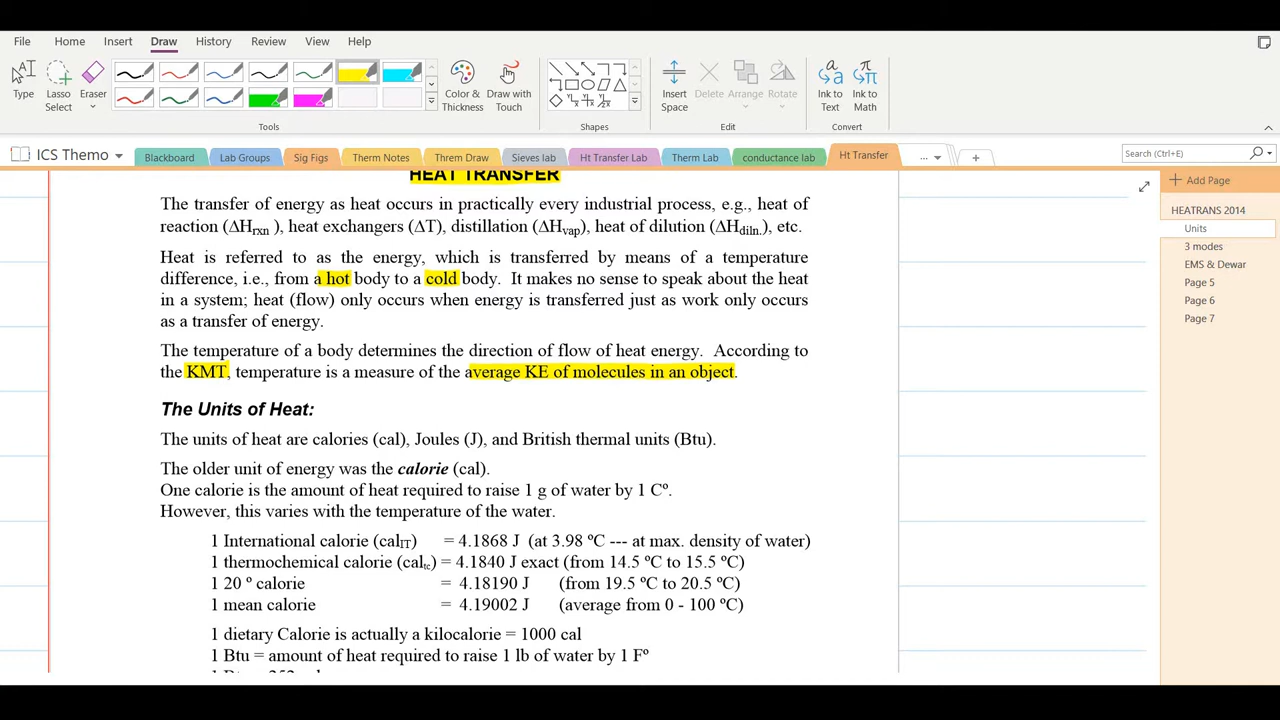 File Home Insert Draw History Review View Help
Type Lasso Select Eraser Color & Thickness Draw with Touch Insert Space Delete Arrange Rotate Ink to Text Ink to Math
Tools Shapes Edit Convert
ICS Themo Blackboard Lab Groups Sig Figs Therm Notes Threm Draw Sieves lab Ht Transfer Lab Therm Lab conductance lab Ht Transfer ... + Search (Ctrl+E)
HEAT TRANSFER
The transfer of energy as heat occurs in practically every industrial process, e.g., heat of
reaction (ΔHrxn ), heat exchangers (ΔT), distillation (ΔHvap), heat of dilution (ΔHdiln.), etc.
Heat is referred to as the energy, which is transferred by means of a temperature
difference, i.e., from a hot body to a cold body. It makes no sense to speak about the heat
in a system; heat (flow) only occurs when energy is transferred just as work only occurs
as a transfer of energy.
The temperature of a body determines the direction of flow of heat energy. According to
the KMT, temperature is a measure of the average KE of molecules in an object.
The Units of Heat:
The units of heat are calories (cal), Joules (J), and British thermal units (Btu).
The older unit of energy was the calorie (cal).
One calorie is the amount of heat required to raise 1 g of water by 1 Cº.
However, this varies with the temperature of the water.
1 International calorie (calIT) = 4.1868 J (at 3.98 ºC --- at max. density of water)
1 thermochemical calorie (caltc) = 4.1840 J exact (from 14.5 ºC to 15.5 ºC)
1 20 º calorie = 4.18190 J (from 19.5 ºC to 20.5 ºC)
1 mean calorie = 4.19002 J (average from 0 - 100 ºC)
1 dietary Calorie is actually a kilocalorie = 1000 cal
1 Btu = amount of heat required to raise 1 lb of water by 1 Fº
Add Page
HEATRANS 2014
Units
3 modes
EMS & Dewar
Page 5
Page 6
Page 7